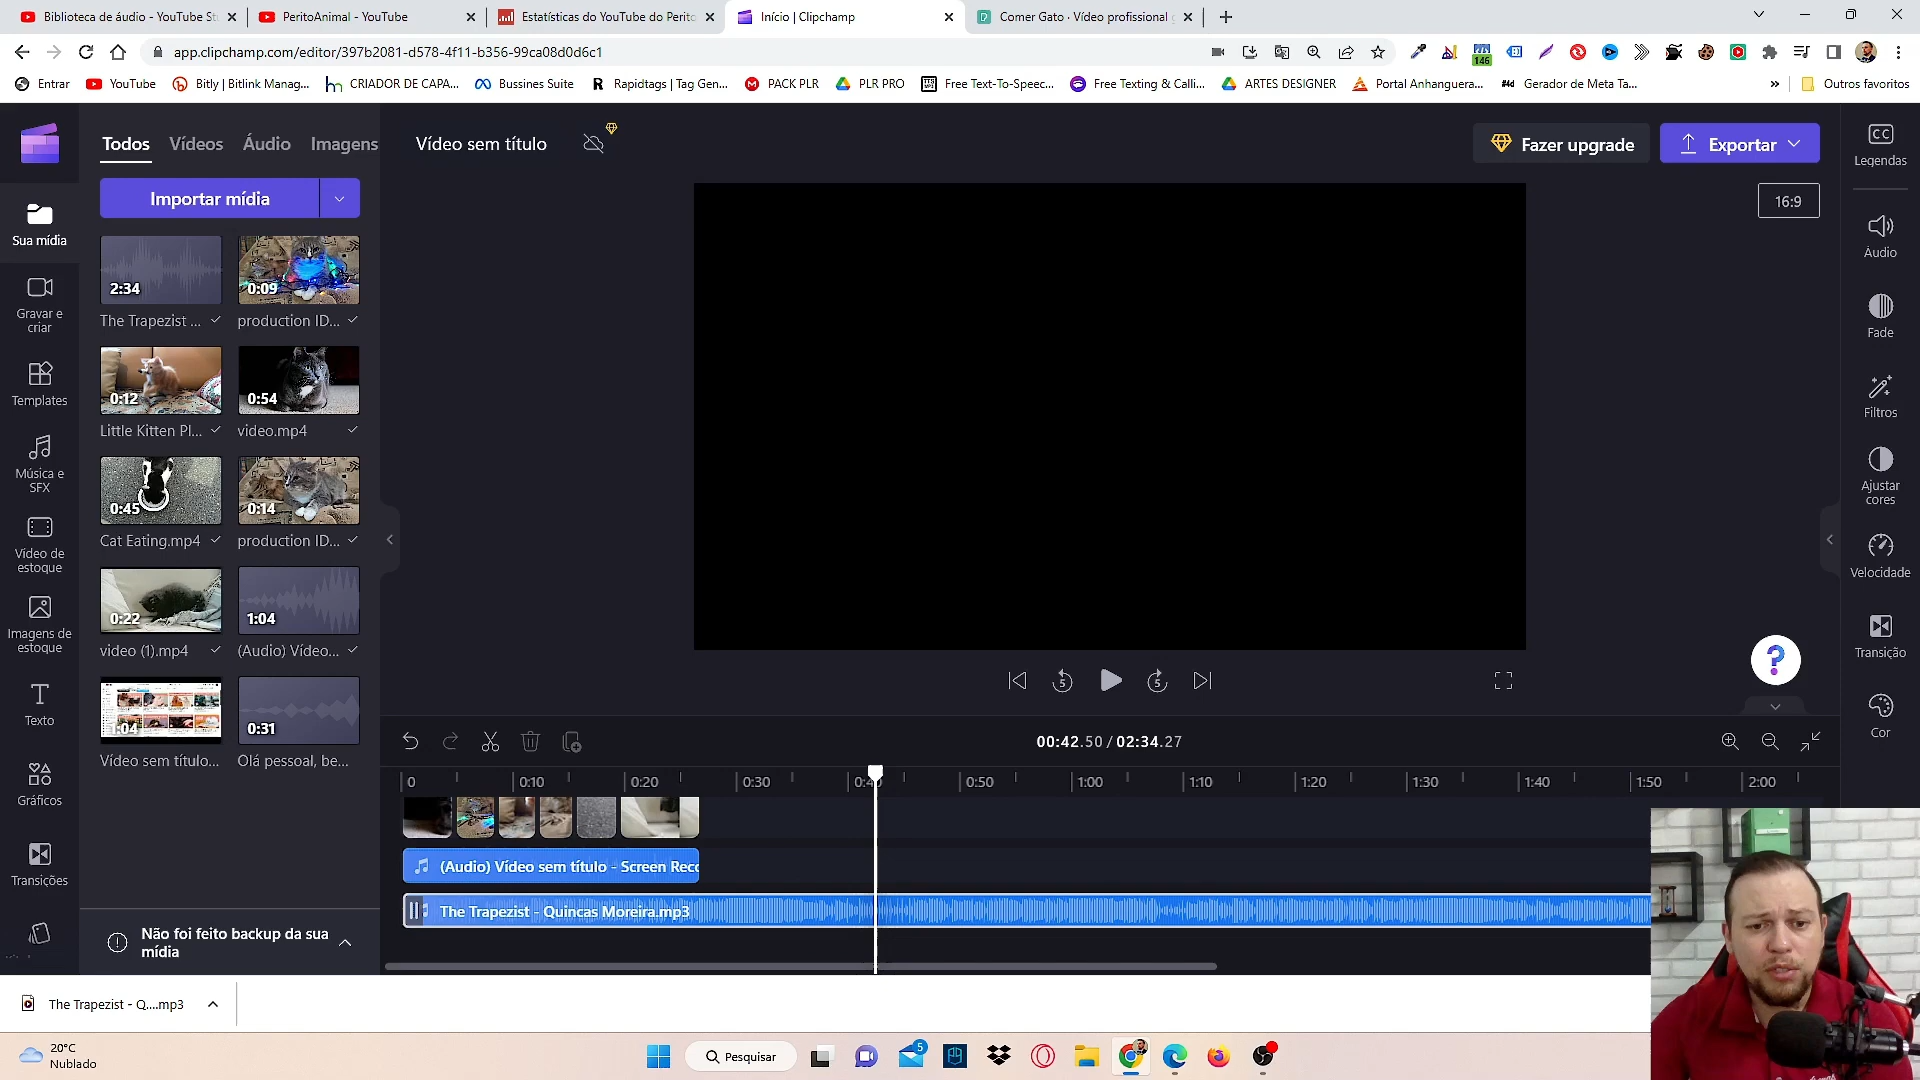 Biblioteca de áudio - YouTube St
PeritoAnimal - YouTube
Estatísticas do YouTube do Perito
Início | Clipchamp
Comer Gato · Vídeo profissional
app.clipchamp.com/editor/397b2081-d578-4f11-b356-99ca08d0d6c1
146
Entrar
YouTube
Bitly | Bitlink Manag...
CRIADOR DE CAPA...
Bussines Suite
Rapidtags | Tag Gen...
PACK PLR
PLR PRO
Free Text-To-Speec...
Free Texting & Calli...
ARTES DESIGNER
Portal Anhanguera...
Gerador de Meta Ta...
»
Outros favoritos
Todos
Vídeos
Áudio
Imagens
Vídeo sem título
Fazer upgrade
Exportar
CC
Legendas
Importar mídia
16:9
Sua mídia
2:34
0:09
The Trapezist ...
production ID...
Áudio
Gravar e
criar
Fade
0:12
0:54
Little Kitten Pl...
video.mp4
Templates
Filtros
Música e
SFX
0:45
0:14
Cat Eating.mp4
production ID...
Ajustar
cores
Vídeo de
estoque
Velocidade
0:22
1:04
video (1).mp4
(Audio) Vídeo...
Imagens de
estoque
Transição
?
5
5
Texto
1:04
0:31
Vídeo sem título...
Olá pessoal, be...
Cor
00:42.50 / 02:34.27
0
0:10
0:20
0:30
0:50
1:00
1:10
1:20
1:30
1:40
1:50
2:00
Gráficos
(Audio) Vídeo sem título - Screen Reco
Transições
The Trapezist - Quincas Moreira.mp3
Não foi feito backup da sua
mídia
The Trapezist - Q....mp3
20°C
Nublado
Pesquisar
5